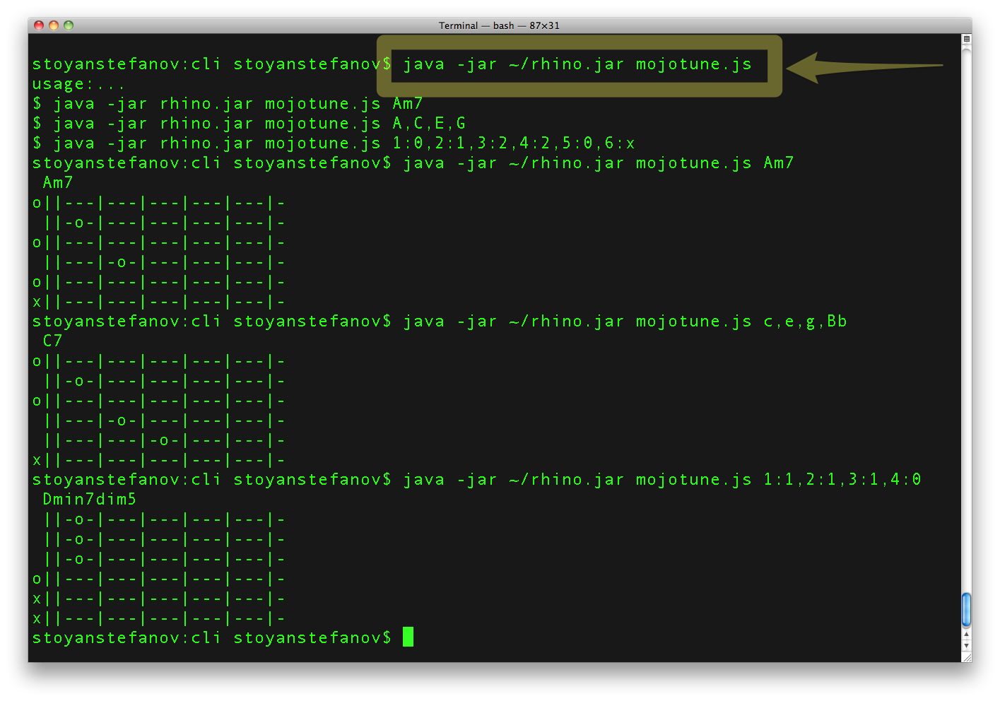 Terminal — bash — 87×31
stoyanstefanov:cli stoyanstefanov$ java -jar ~/rhino.jar mojotune.js
usage:...
$ java -jar rhino.jar mojotune.js Am7
$ java -jar rhino.jar mojotune.js A,C,E,G
$ java -jar rhino.jar mojotune.js 1:0,2:1,3:2,4:2,5:0,6:x
stoyanstefanov:cli stoyanstefanov$ java -jar ~/rhino.jar mojotune.js Am7
 Am7
o||---|---|---|---|---|-
 ||-o-|---|---|---|---|-
o||---|---|---|---|---|-
 ||---|-o-|---|---|---|-
o||---|---|---|---|---|-
x||---|---|---|---|---|-
stoyanstefanov:cli stoyanstefanov$ java -jar ~/rhino.jar mojotune.js c,e,g,Bb
 C7
o||---|---|---|---|---|-
 ||-o-|---|---|---|---|-
o||---|---|---|---|---|-
 ||---|-o-|---|---|---|-
 ||---|---|-o-|---|---|-
x||---|---|---|---|---|-
stoyanstefanov:cli stoyanstefanov$ java -jar ~/rhino.jar mojotune.js 1:1,2:1,3:1,4:0
 Dmin7dim5
 ||-o-|---|---|---|---|-
 ||-o-|---|---|---|---|-
 ||-o-|---|---|---|---|-
o||---|---|---|---|---|-
x||---|---|---|---|---|-
x||---|---|---|---|---|-
stoyanstefanov:cli stoyanstefanov$